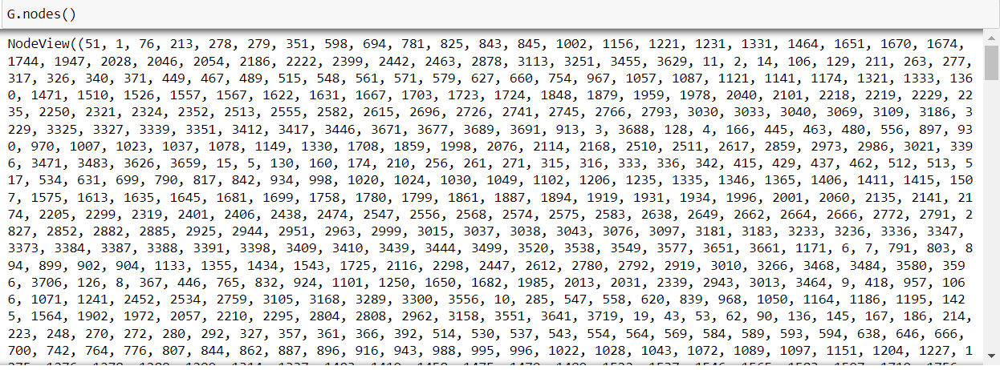 G.nodes()
NodeView((51, 1, 76, 213, 278, 279, 351, 598, 694, 781, 825, 843, 845, 1002, 1156, 1221, 1231, 1331, 1464, 1651, 1670, 1674,
1744, 1947, 2028, 2046, 2054, 2186, 2222, 2399, 2442, 2463, 2878, 3113, 3251, 3455, 3629, 11, 2, 14, 106, 129, 211, 263, 277,
317, 326, 340, 371, 449, 467, 489, 515, 548, 561, 571, 579, 627, 660, 754, 967, 1057, 1087, 1121, 1141, 1174, 1321, 1333, 136
0, 1471, 1510, 1526, 1557, 1567, 1622, 1631, 1667, 1703, 1723, 1724, 1848, 1879, 1959, 1978, 2040, 2101, 2218, 2219, 2229, 22
35, 2250, 2321, 2324, 2352, 2513, 2555, 2582, 2615, 2696, 2726, 2741, 2745, 2766, 2793, 3030, 3033, 3040, 3069, 3109, 3186, 3
229, 3325, 3327, 3339, 3351, 3412, 3417, 3446, 3671, 3677, 3689, 3691, 913, 3, 3688, 128, 4, 166, 445, 463, 480, 556, 897, 93
0, 970, 1007, 1023, 1037, 1078, 1149, 1330, 1708, 1859, 1998, 2076, 2114, 2168, 2510, 2511, 2617, 2859, 2973, 2986, 3021, 339
6, 3471, 3483, 3626, 3659, 15, 5, 130, 160, 174, 210, 256, 261, 271, 315, 316, 333, 336, 342, 415, 429, 437, 462, 512, 513, 5
17, 534, 631, 699, 790, 817, 842, 934, 998, 1020, 1024, 1030, 1049, 1102, 1206, 1235, 1335, 1346, 1365, 1406, 1411, 1415, 150
7, 1575, 1613, 1635, 1645, 1681, 1699, 1758, 1780, 1799, 1861, 1887, 1894, 1919, 1931, 1934, 1996, 2001, 2060, 2135, 2141, 21
74, 2205, 2299, 2319, 2401, 2406, 2438, 2474, 2547, 2556, 2568, 2574, 2575, 2583, 2638, 2649, 2662, 2664, 2666, 2772, 2791, 2
827, 2852, 2882, 2885, 2925, 2944, 2951, 2963, 2999, 3015, 3037, 3038, 3043, 3076, 3097, 3181, 3183, 3233, 3236, 3336, 3347,
3373, 3384, 3387, 3388, 3391, 3398, 3409, 3410, 3439, 3444, 3499, 3520, 3538, 3549, 3577, 3651, 3661, 1171, 6, 7, 791, 803, 8
94, 899, 902, 904, 1133, 1355, 1434, 1543, 1725, 2116, 2298, 2447, 2612, 2780, 2792, 2919, 3010, 3266, 3468, 3484, 3580, 359
6, 3706, 126, 8, 367, 446, 765, 832, 924, 1101, 1250, 1650, 1682, 1985, 2013, 2031, 2339, 2943, 3013, 3464, 9, 418, 957, 106
6, 1071, 1241, 2452, 2534, 2759, 3105, 3168, 3289, 3300, 3556, 10, 285, 547, 558, 620, 839, 968, 1050, 1164, 1186, 1195, 142
5, 1564, 1902, 1972, 2057, 2210, 2295, 2804, 2808, 2962, 3158, 3551, 3641, 3719, 19, 43, 53, 62, 90, 136, 145, 167, 186, 214,
223, 248, 270, 272, 280, 292, 327, 357, 361, 366, 392, 514, 530, 537, 543, 554, 564, 569, 584, 589, 593, 594, 638, 646, 666,
700, 742, 764, 776, 807, 844, 862, 887, 896, 916, 943, 988, 995, 996, 1022, 1028, 1043, 1072, 1089, 1097, 1151, 1204, 1227, 1